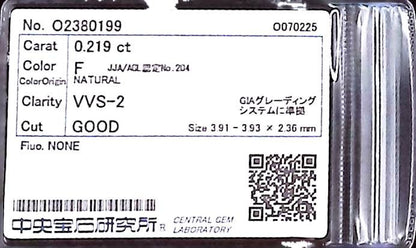 No. O2380199 O070225
Carat 0.219 ct
Color F JJA/AGL認定No.204
ColorOrigin NATURAL
Clarity VVS-2 GIAグレーディング
システムに準拠
Cut GOOD Size 3.91 - 3.93 × 2.36 mm
Fluo. NONE
中央宝石研究所® CENTRAL GEM
LABORATORY